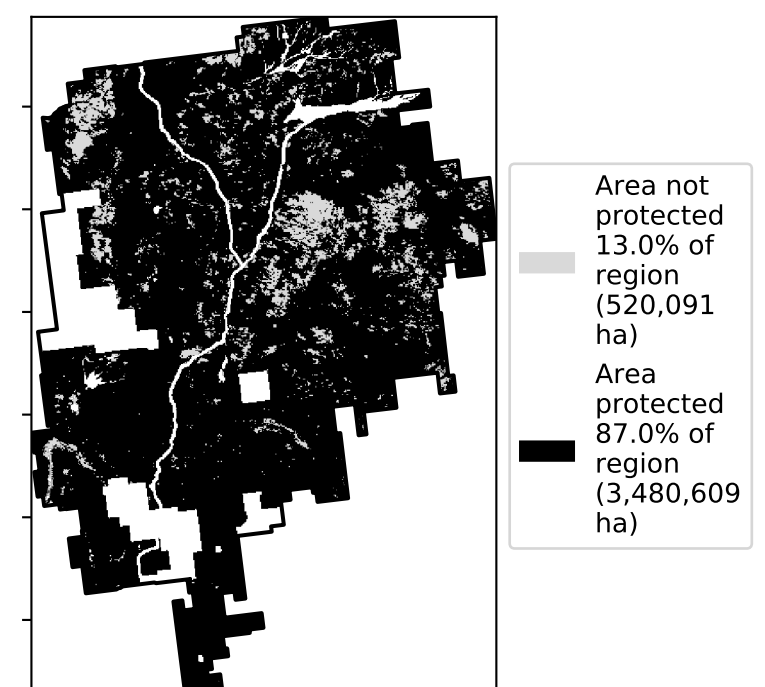 Area not
protected
13.0% of
region
(520,091
ha)
Area
protected
87.0% of
region
(3,480,609
ha)